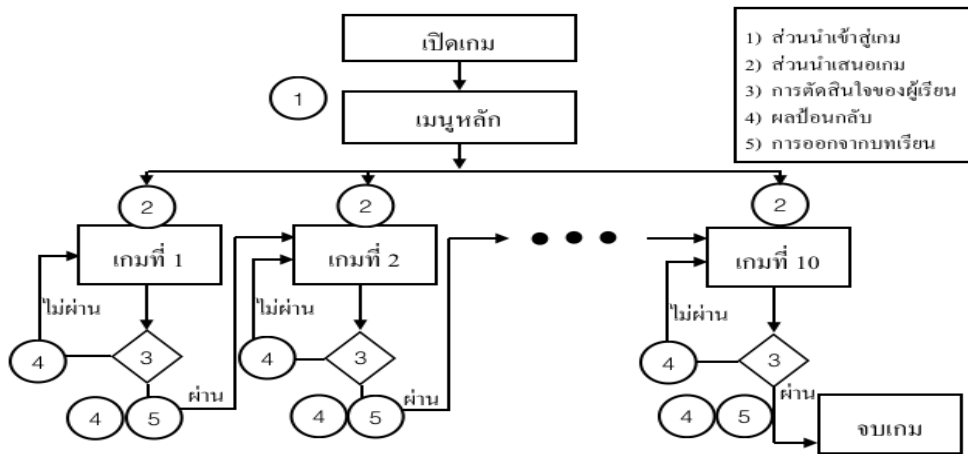 เปิดเกม
1
เมนูหลัก
1) ส่วนนำเข้าสู่เกม
2) ส่วนนำเสนอเกม
3) การตัดสินใจของผู้เรียน
4) ผลป้อนกลับ
5) การออกจากบทเรียน
2
2
2
เกมที่ 1
เกมที่ 2
เกมที่ 10
ไม่ผ่าน
ไม่ผ่าน
ไม่ผ่าน
4
3
4
3
4
3
ผ่าน
ผ่าน
ผ่าน
4
5
4
5
4
5
จบเกม